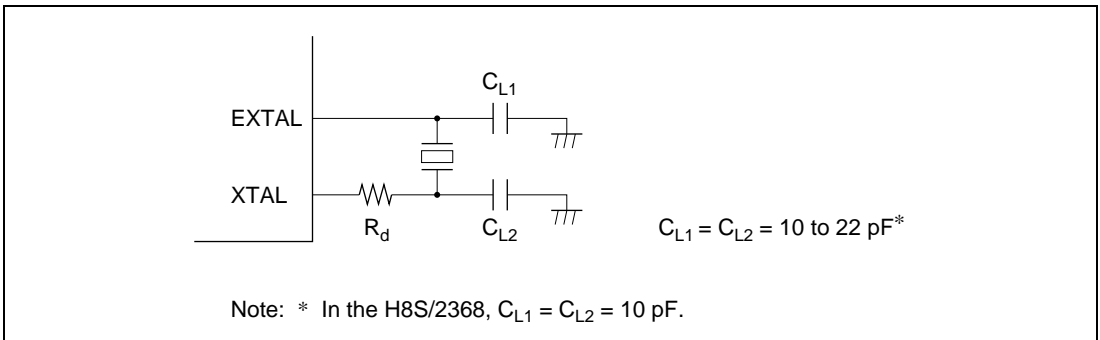 C_L1
EXTAL
XTAL
R_d
C_L2
C_L1 = C_L2 = 10 to 22 pF*
Note: * In the H8S/2368, C_L1 = C_L2 = 10 pF.